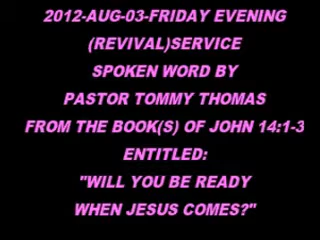 2012-AUG-03-FRIDAY EVENING
(REVIVAL)SERVICE
SPOKEN WORD BY
PASTOR TOMMY THOMAS
FROM THE BOOK(S) OF JOHN 14:1-3
ENTITLED:
"WILL YOU BE READY
WHEN JESUS COMES?"